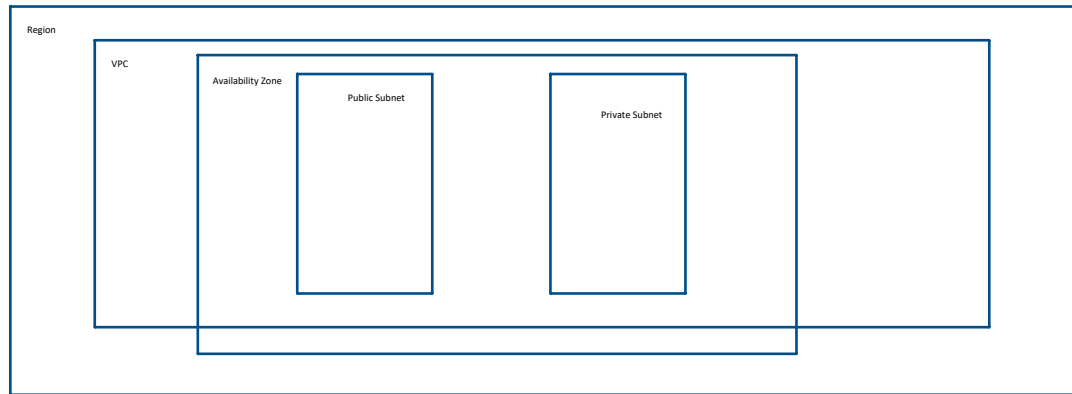 Region
VPC
Availability Zone
Public Subnet
Private Subnet